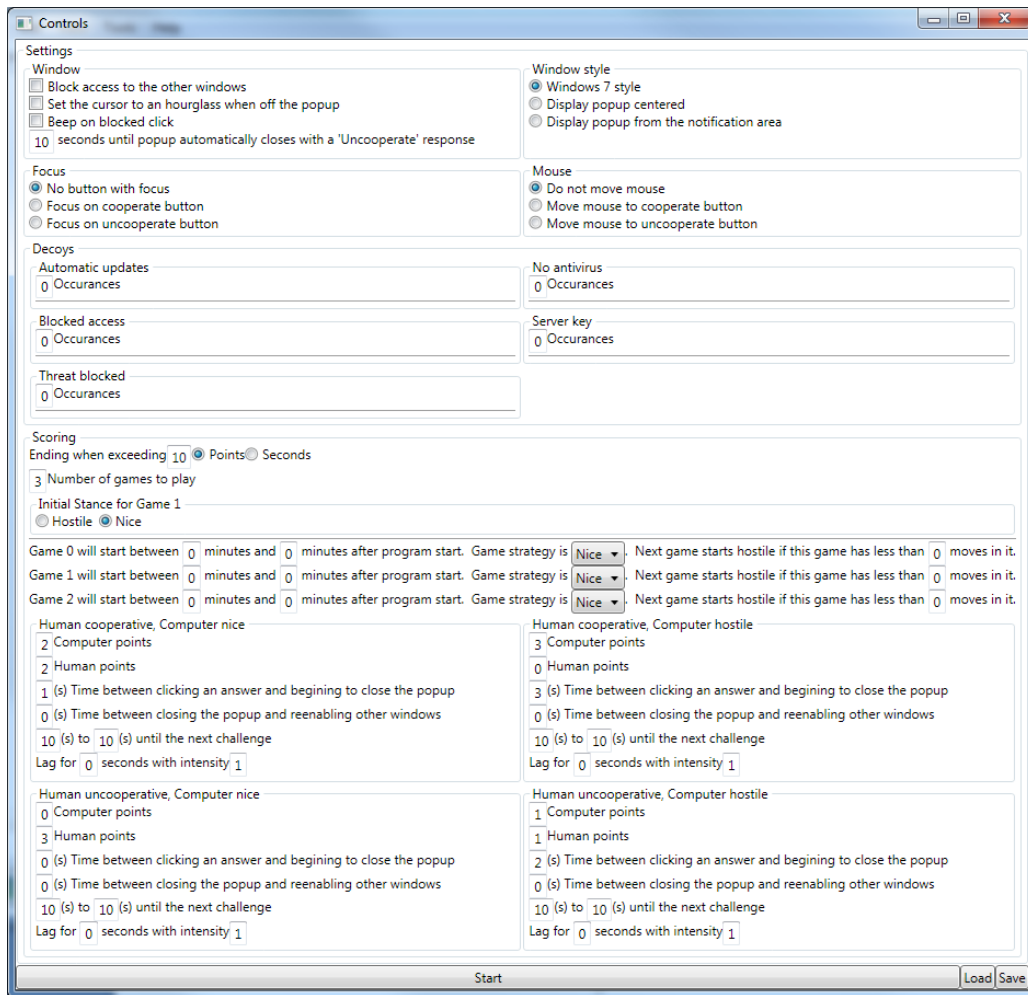 Controls
Settings
Window
Block access to the other windows
Set the cursor to an hourglass when off the popup
Beep on blocked click
10 seconds until popup automatically closes with a 'Uncooperate' response
Window style
Windows 7 style
Display popup centered
Display popup from the notification area
Focus
No button with focus
Focus on cooperate button
Focus on uncooperate button
Mouse
Do not move mouse
Move mouse to cooperate button
Move mouse to uncooperate button
Decoys
Automatic updates
0 Occurances
No antivirus
0 Occurances
Blocked access
0 Occurances
Server key
0 Occurances
Threat blocked
0 Occurances
Scoring
Ending when exceeding 10 Points Seconds
3 Number of games to play
Initial Stance for Game 1
Hostile Nice
Game 0 will start between 0 minutes and 0 minutes after program start. Game strategy is Nice . Next game starts hostile if this game has less than 0 moves in it.
Game 1 will start between 0 minutes and 0 minutes after program start. Game strategy is Nice . Next game starts hostile if this game has less than 0 moves in it.
Game 2 will start between 0 minutes and 0 minutes after program start. Game strategy is Nice . Next game starts hostile if this game has less than 0 moves in it.
Human cooperative, Computer nice
2 Computer points
2 Human points
1 (s) Time between clicking an answer and begining to close the popup
0 (s) Time between closing the popup and reenabling other windows
10 (s) to 10 (s) until the next challenge
Lag for 0 seconds with intensity 1
Human cooperative, Computer hostile
3 Computer points
0 Human points
3 (s) Time between clicking an answer and begining to close the popup
0 (s) Time between closing the popup and reenabling other windows
10 (s) to 10 (s) until the next challenge
Lag for 0 seconds with intensity 1
Human uncooperative, Computer nice
0 Computer points
3 Human points
0 (s) Time between clicking an answer and begining to close the popup
0 (s) Time between closing the popup and reenabling other windows
10 (s) to 10 (s) until the next challenge
Lag for 0 seconds with intensity 1
Human uncooperative, Computer hostile
1 Computer points
1 Human points
2 (s) Time between clicking an answer and begining to close the popup
0 (s) Time between closing the popup and reenabling other windows
10 (s) to 10 (s) until the next challenge
Lag for 0 seconds with intensity 1
Start Load Save